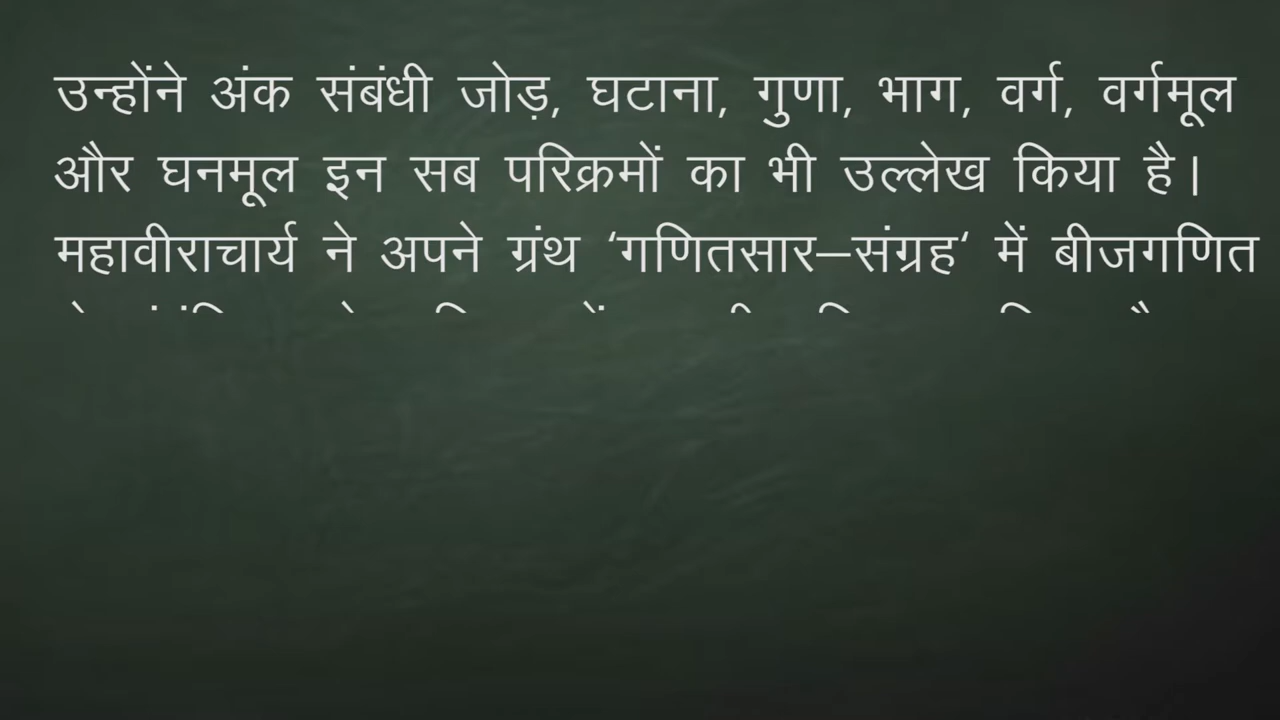 उन्होंने अंक संबंधी जोड़, घटाना, गुणा, भाग, वर्ग, वर्गमूल
और घनमूल इन सब परिक्रमों का भी उल्लेख किया है।
महावीराचार्य ने अपने ग्रंथ ‘गणितसार–संग्रह‘ में बीजगणित